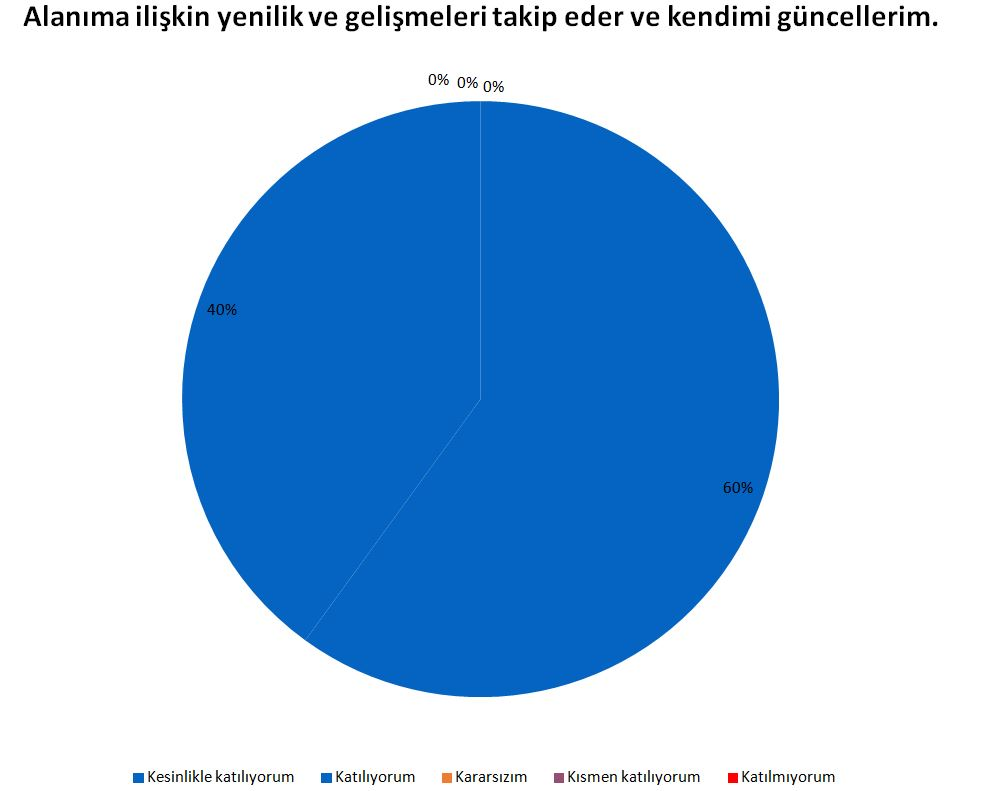 Alanıma ilişkin yenilik ve gelişmeleri takip eder ve kendimi güncellerim.
0% 0% 0%
40%
60%
Kesinlikle katılıyorum Katılıyorum Kararsızım Kısmen katılıyorum Katılmıyorum